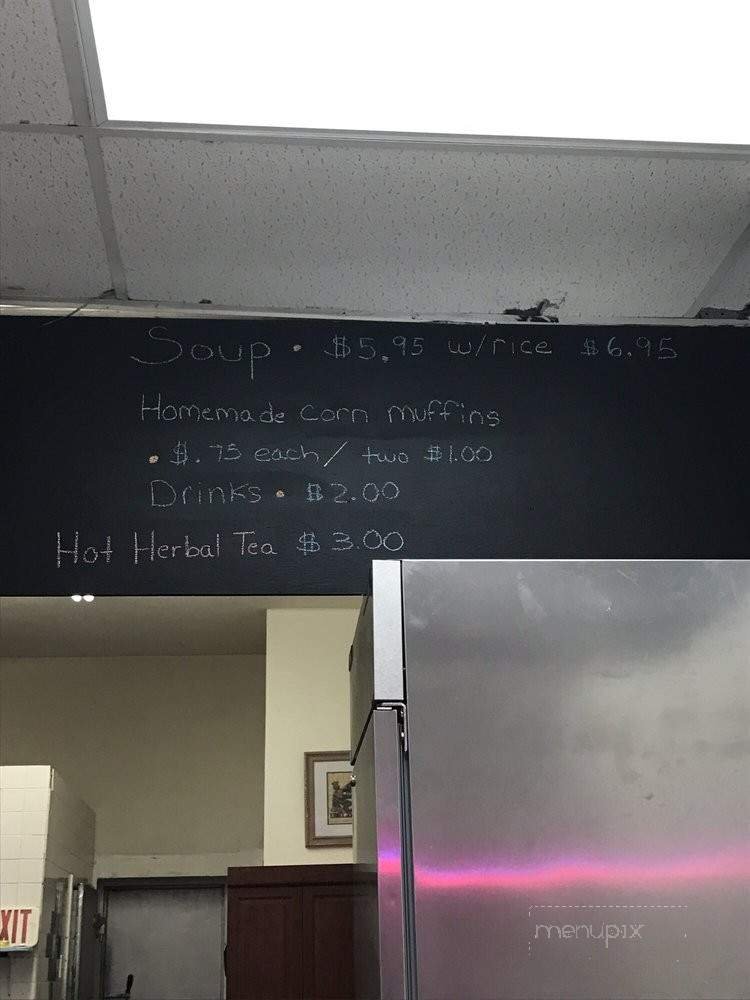 Soup • $5.95 w/rice $6.95
Homemade corn muffins
• $.75 each/ two $1.00
Drinks • $2.00
Hot Herbal Tea $3.00
XIT
menupix